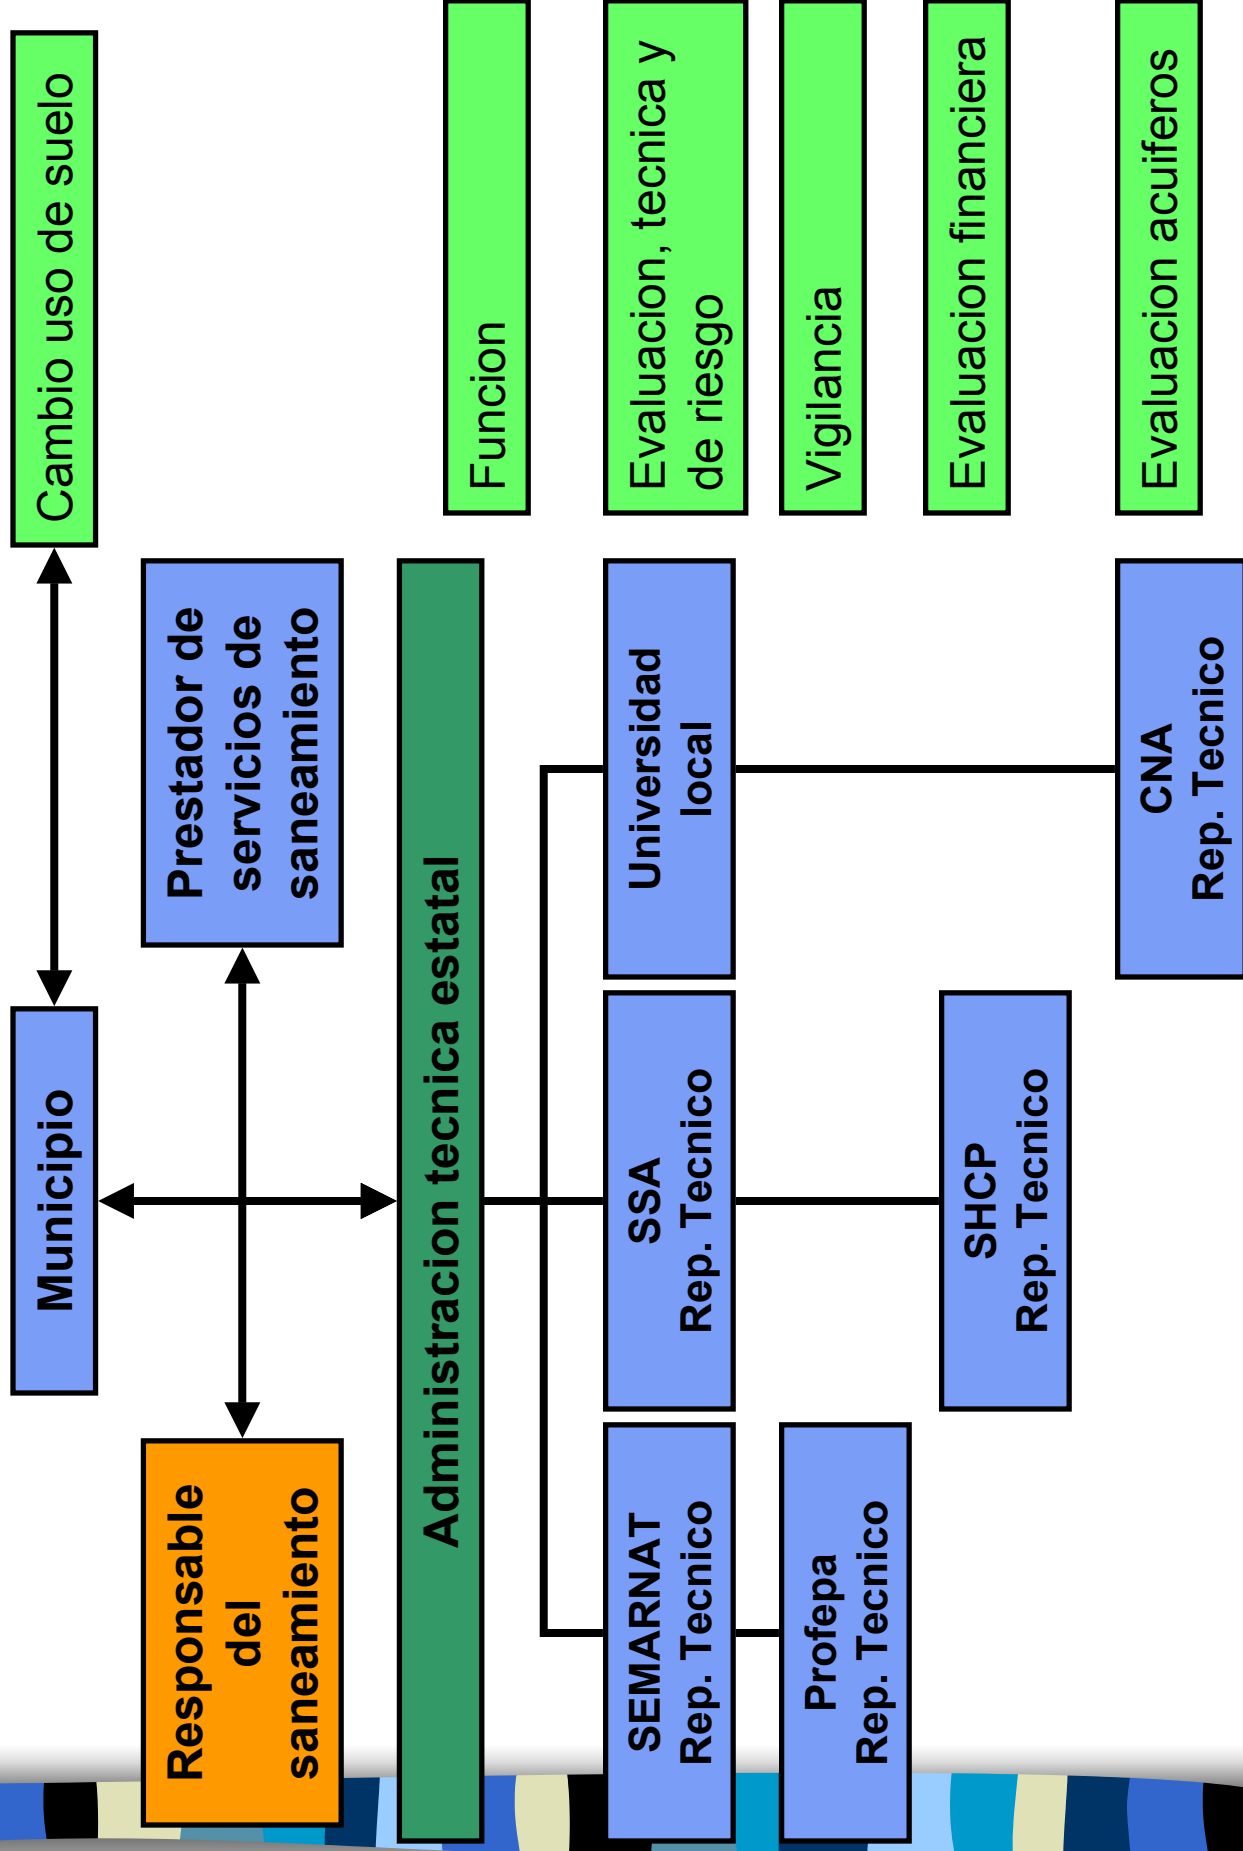 Municipio
Cambio uso de suelo
Responsable
del
saneamiento
Prestador de
servicios de
saneamiento
Administracion tecnica estatal
Funcion
SEMARNAT
Rep. Tecnico
SSA
Rep. Tecnico
Universidad
local
Evaluacion, tecnica y
de riesgo
Profepa
Rep. Tecnico
Vigilancia
SHCP
Rep. Tecnico
Evaluacion financiera
CNA
Rep. Tecnico
Evaluacion acuiferos